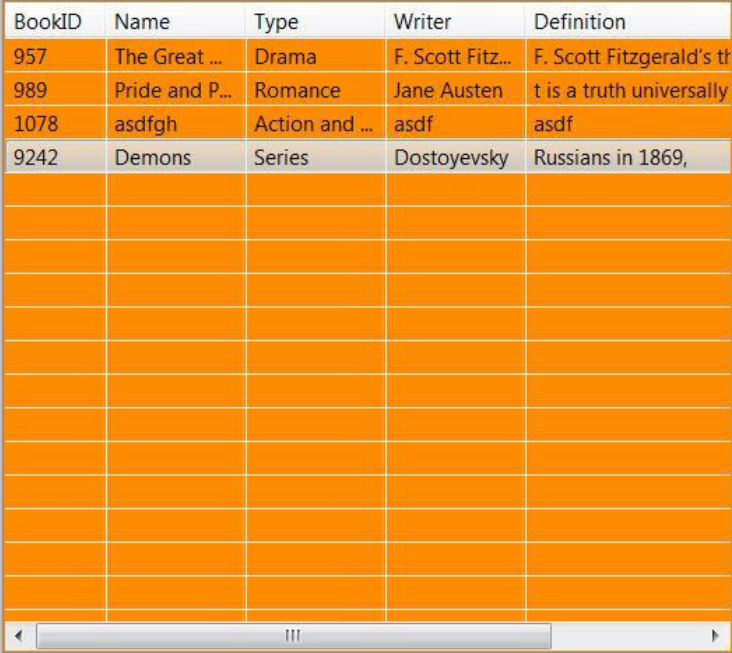 BookID Name Type Writer Definition
957 The Great ... Drama F. Scott Fitz... F. Scott Fitzgerald's th
989 Pride and P... Romance Jane Austen t is a truth universally
1078 asdfgh Action and ... asdf asdf
9242 Demons Series Dostoyevsky Russians in 1869,